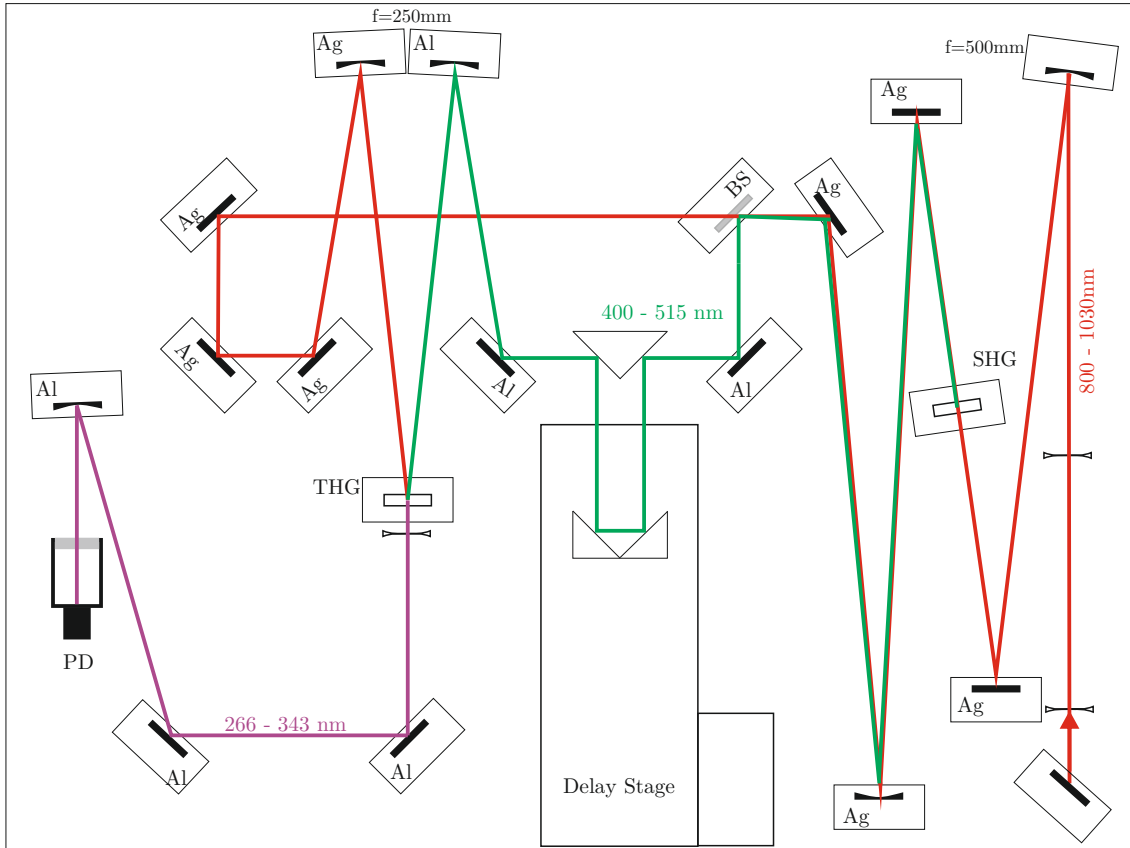 f=250mm
Ag
Al
f=500mm
Ag
BS
Ag
Ag
400 - 515 nm
800 - 1030nm
SHG
Ag
Ag
Al
Al
Al
THG
PD
266 - 343 nm
Ag
Al
Al
Delay Stage
Ag